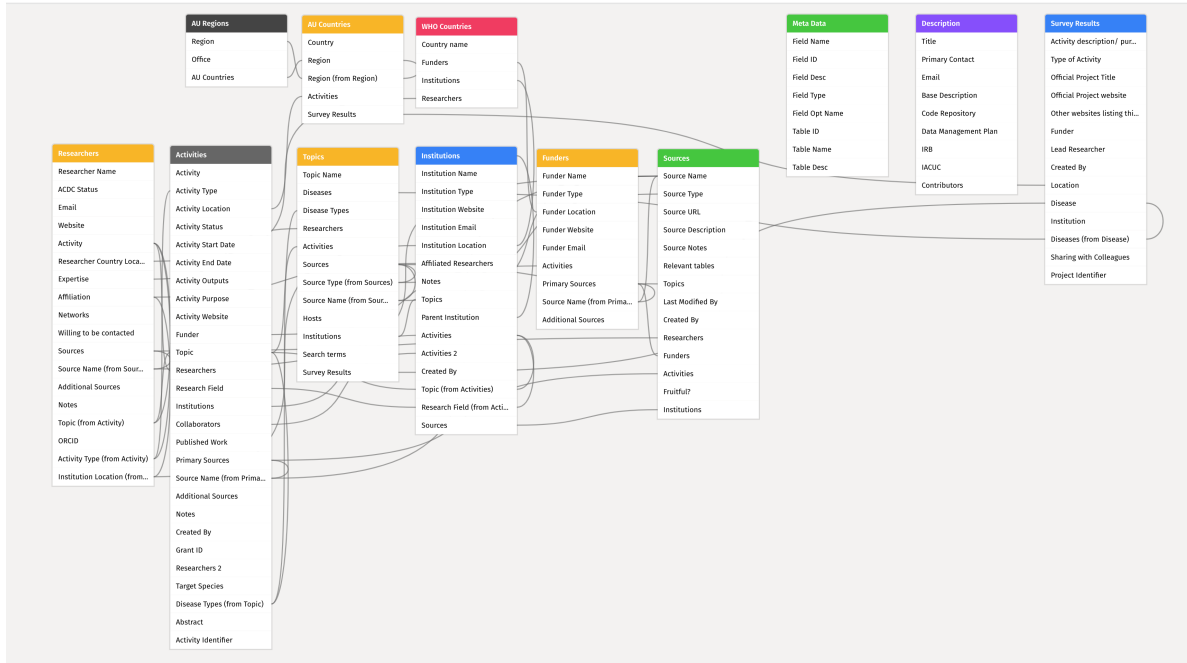 AU Regions
Region
Office
AU Countries
AU Countries
Country
Region
Region (from Region)
Activities
Survey Results
WHO Countries
Country name
Funders
Institutions
Researchers
Meta Data
Field Name
Field ID
Field Desc
Field Type
Field Opt Name
Table ID
Table Name
Table Desc
Description
Title
Primary Contact
Email
Base Description
Code Repository
Data Management Plan
IRB
IACUC
Contributors
Survey Results
Activity description/ pur...
Type of Activity
Official Project Title
Official Project website
Other websites listing thi...
Funder
Lead Researcher
Created By
Location
Disease
Institution
Diseases (from Disease)
Sharing with Colleagues
Project Identifier
Researchers
Researcher Name
ACDC Status
Email
Website
Activity
Researcher Country Loca...
Expertise
Affiliation
Networks
Willing to be contacted
Sources
Source Name (from Sour...
Additional Sources
Notes
Topic (from Activity)
ORCID
Activity Type (from Activity)
Institution Location (from...
Activities
Activity
Activity Type
Activity Location
Activity Status
Activity Start Date
Activity End Date
Activity Outputs
Activity Purpose
Activity Website
Funder
Topic
Researchers
Research Field
Institutions
Collaborators
Published Work
Primary Sources
Source Name (from Prima...
Additional Sources
Notes
Created By
Grant ID
Researchers 2
Target Species
Disease Types (from Topic)
Abstract
Activity Identifier
Topics
Topic Name
Diseases
Disease Types
Researchers
Activities
Sources
Source Type (from Sources)
Source Name (from Sour...
Hosts
Institutions
Search terms
Survey Results
Institutions
Institution Name
Institution Type
Institution Website
Institution Email
Institution Location
Affiliated Researchers
Notes
Topics
Parent Institution
Activities
Activities 2
Created By
Topic (from Activities)
Research Field (from Acti...
Sources
Funders
Funder Name
Funder Type
Funder Location
Funder Website
Funder Email
Activities
Primary Sources
Source Name (from Prima...
Additional Sources
Sources
Source Name
Source Type
Source URL
Source Description
Source Notes
Relevant tables
Topics
Last Modified By
Created By
Researchers
Funders
Activities
Fruitful?
Institutions